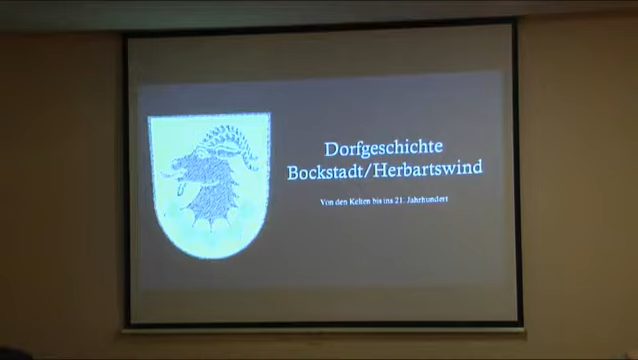 Dorfgeschichte
Bockstadt/Herbartswind
Von den Kelten bis ins 21. Jahrhundert